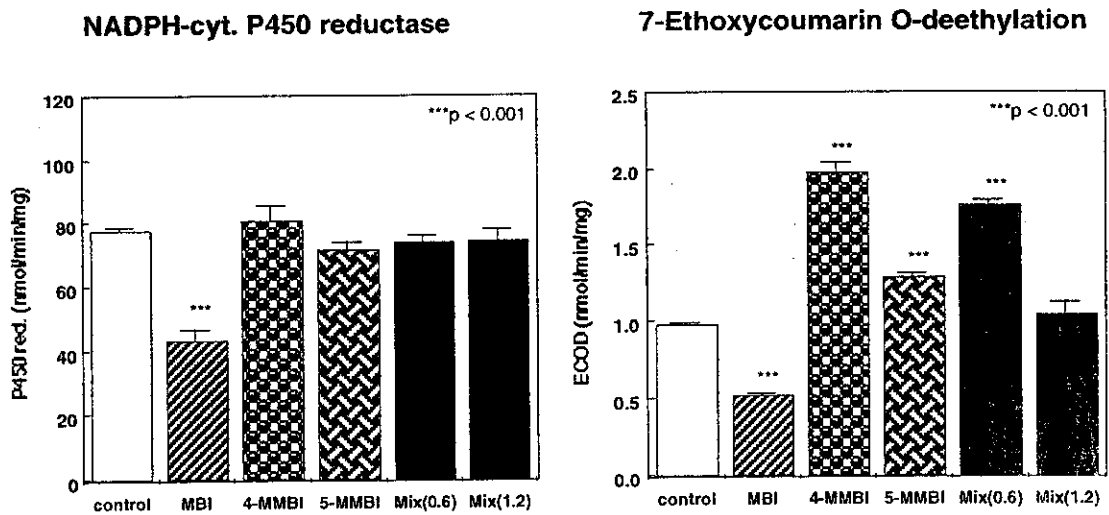 NADPH-cyt. P450 reductase
P450 red. (nmol/min/mg)
120
100
80
60
40
20
0
***p < 0.001
***
control MBI 4-MMBI 5-MMBI Mix(0.6) Mix(1.2)
7-Ethoxycoumarin O-deethylation
ECOD (nmol/min/mg)
2.5
2.0
1.5
1.0
0.5
0.0
***p < 0.001
***
***
***
***
control MBI 4-MMBI 5-MMBI Mix(0.6) Mix(1.2)